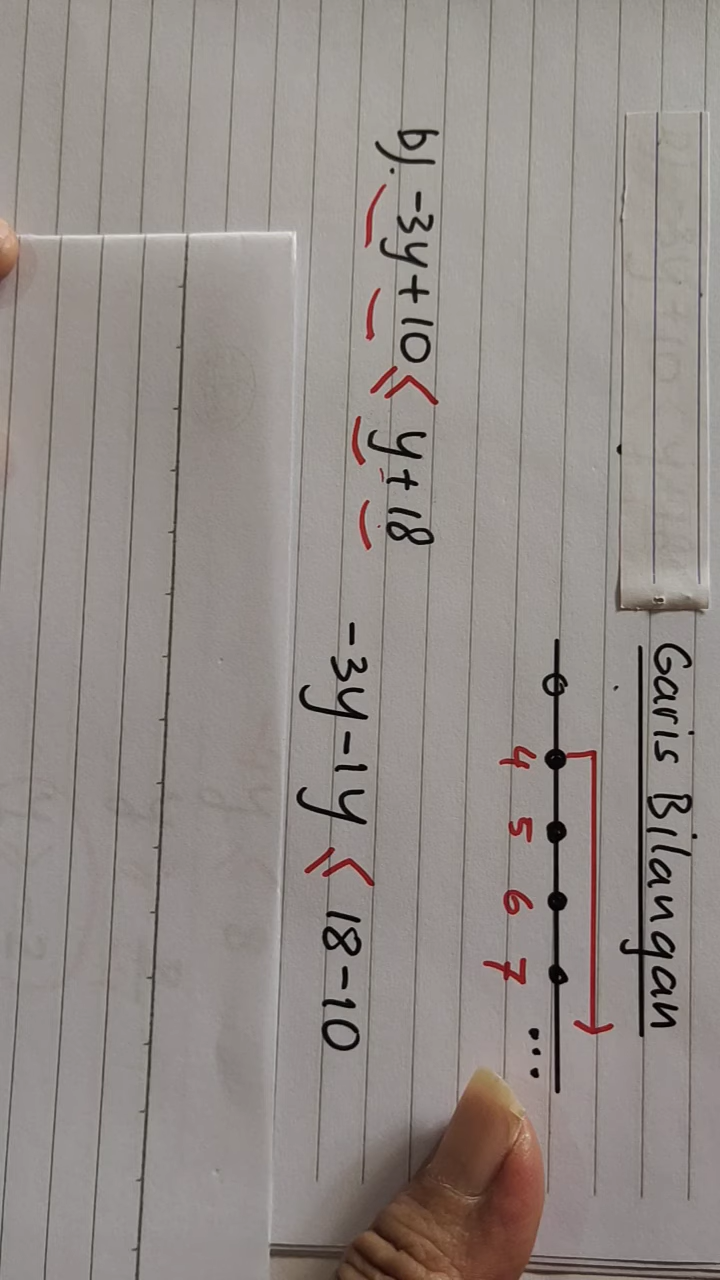 Garis Bilangan
4 5 6 7 ...
b). -3y + 10 ≤ y + 18
-3y - 1y ≤ 18 - 10